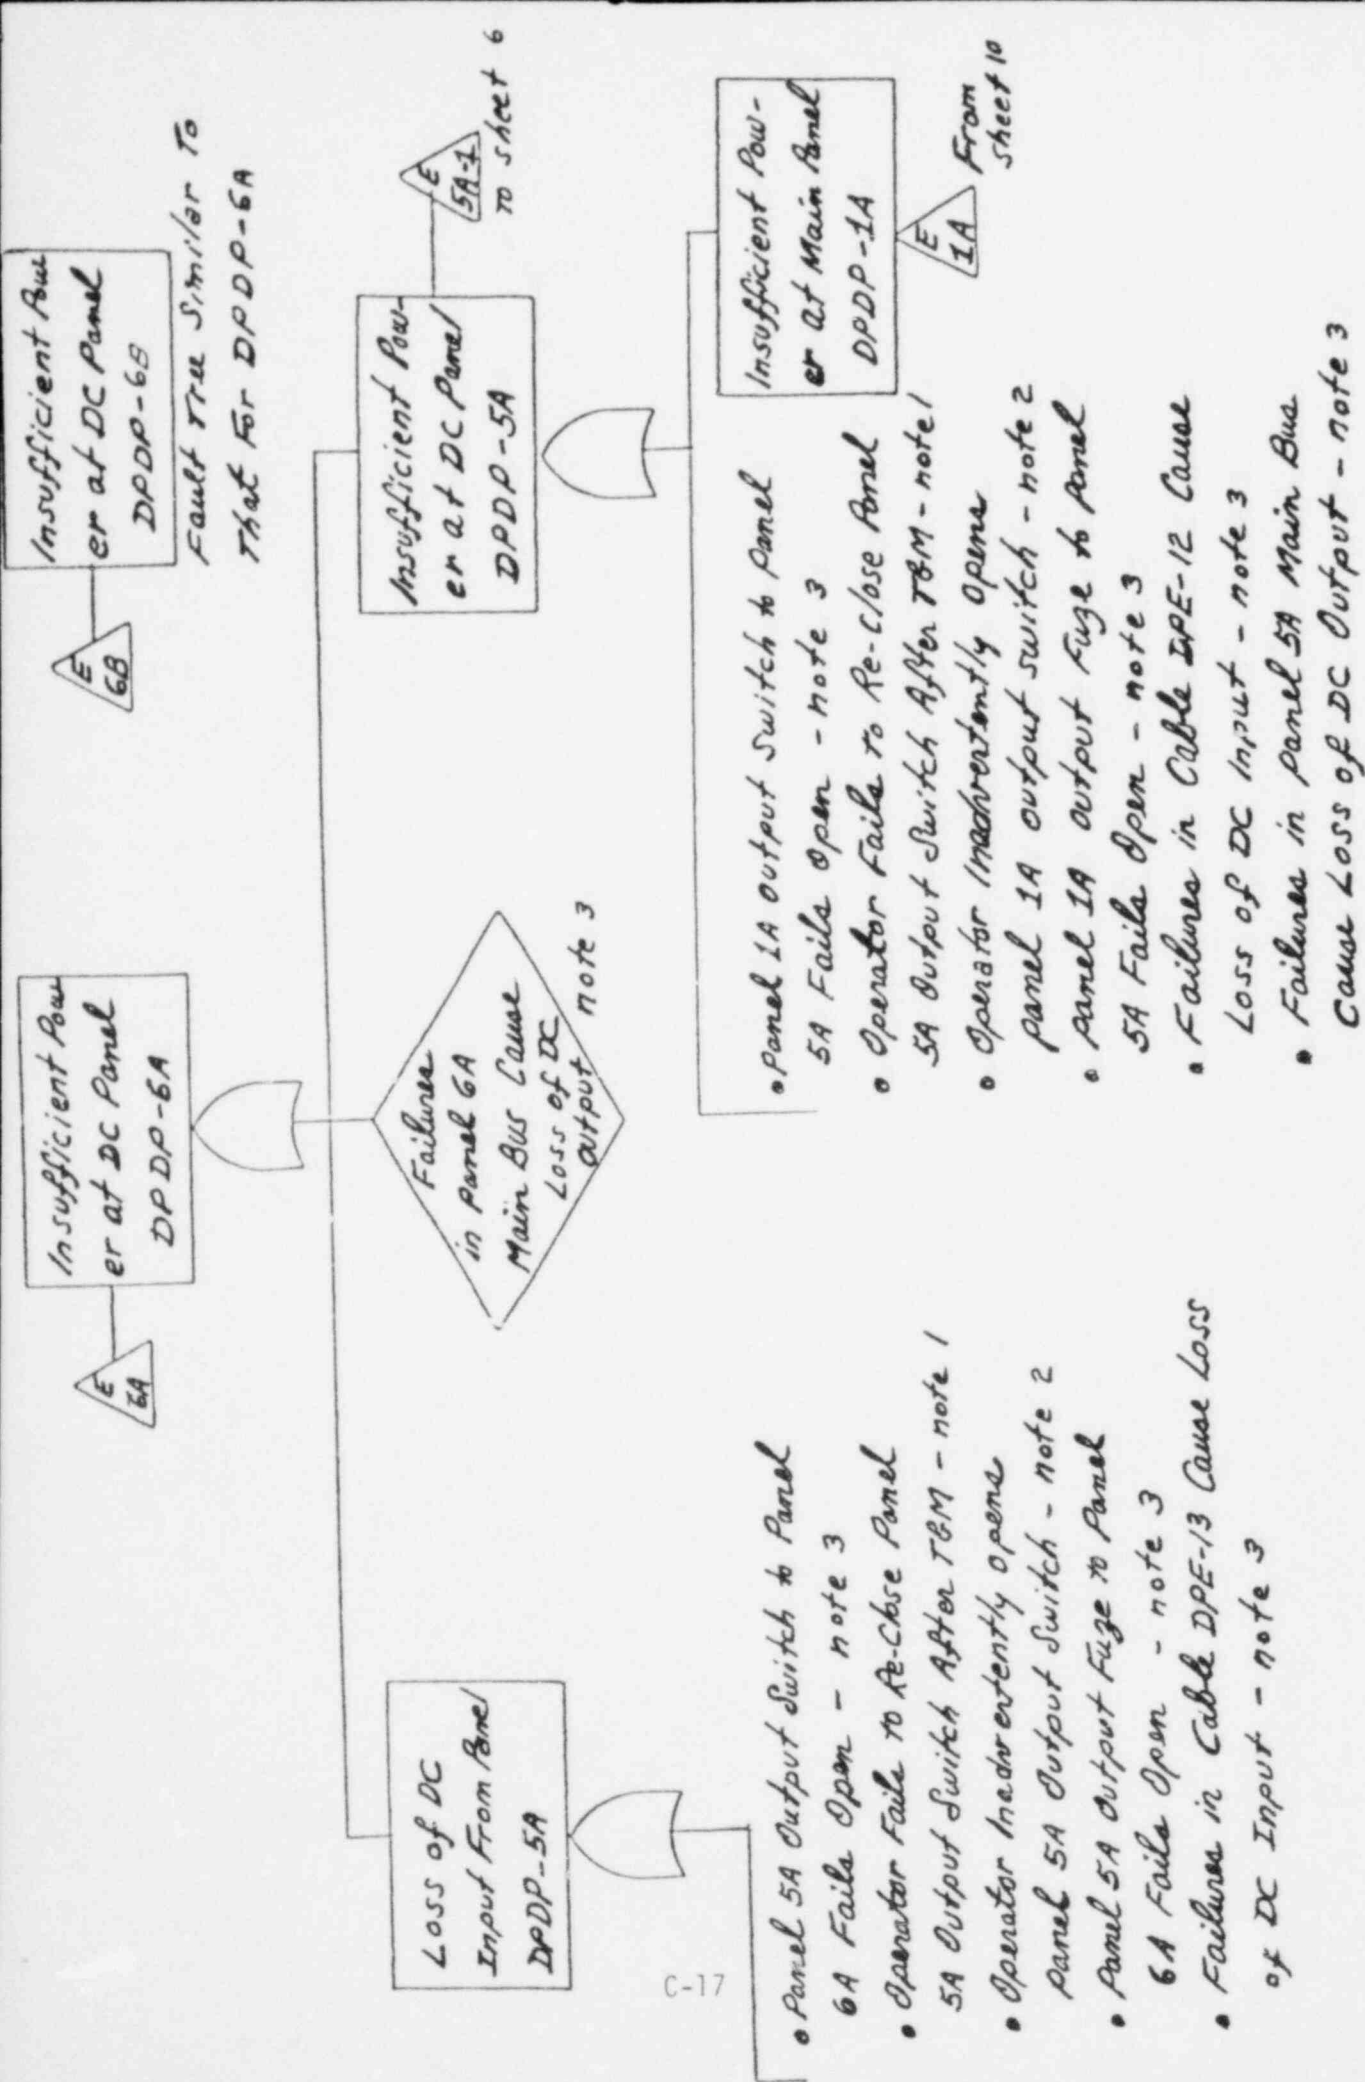 E
6A
Insufficient Pow
er at DC Panel
DPDP-6A
E
6B
Insufficient Pow
er at DC Panel
DPDP-6B
Fault Tree Similar To
That For DPDP-6A
Loss of DC
Input From Panel
DPDP-5A
Failures
in Panel 6A
Main Bus Cause
Loss of DC
output
note 3
Insufficient Pow-
er at DC Panel
DPDP-5A
E
5A-1
To sheet 6
• Panel 5A Output Switch to Panel
6A Fails Open - note 3
• Operator Fails to Re-Close Panel
5A Output Switch After T&M - note 1
• Operator Inadvertently opens
Panel 5A Output Switch - note 2
• Panel 5A Output Fuze to Panel
6A Fails Open - note 3
• Failures in Cable DPE-13 Cause Loss
of DC Input - note 3
• Panel 1A Output Switch to Panel
5A Fails Open - note 3
• Operator Fails to Re-Close Panel
5A Output Switch After T&M - note 1
• Operator Inadvertently Opens
Panel 1A output switch - note 2
• Panel 1A output Fuze to Panel
5A Fails Open - note 3
• Failures in Cable DPE-12 Cause
Loss of DC Input - note 3
• Failures in Panel 5A Main Bus
Cause Loss of DC Output - note 3
Insufficient Pow-
er at Main Panel
DPDP-1A
E
1A
From
sheet 10
C-17